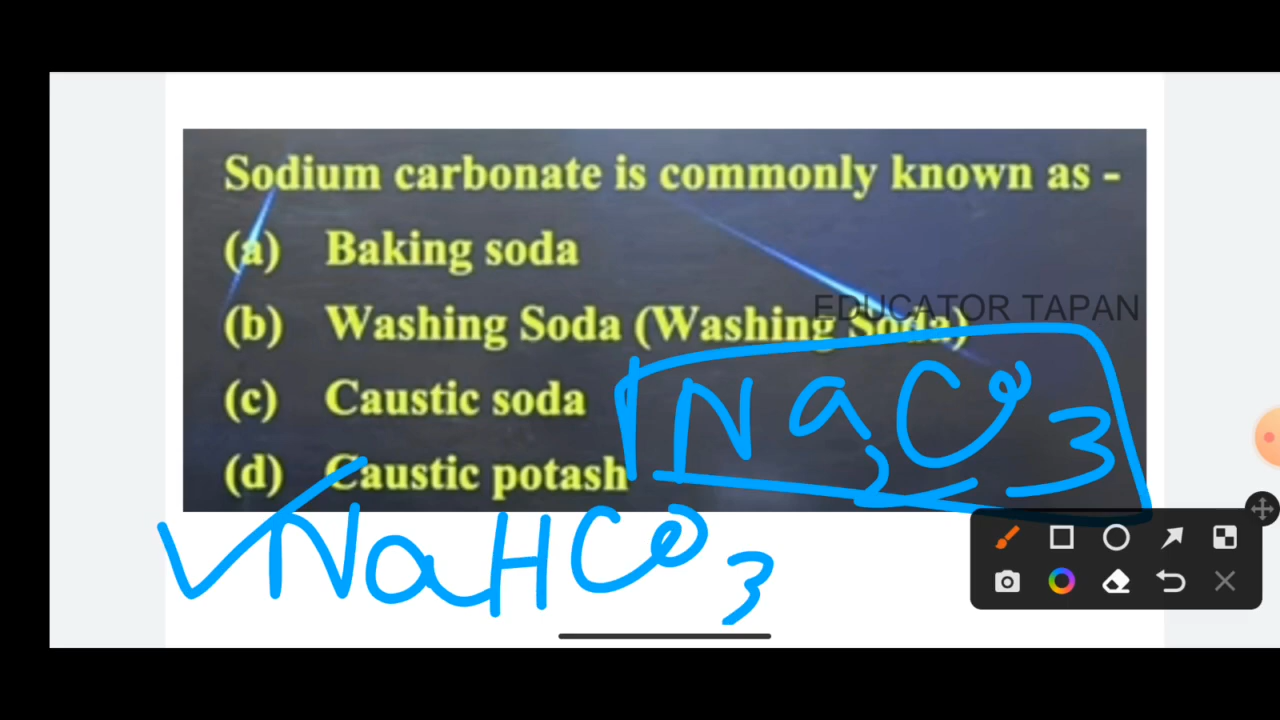 Sodium carbonate is commonly known as -
(a) Baking soda
EDUCATOR TAPAN
(b) Washing Soda (Washing Soda)
(c) Caustic soda
Na2CO3
(d) Caustic potash
NaHCO3